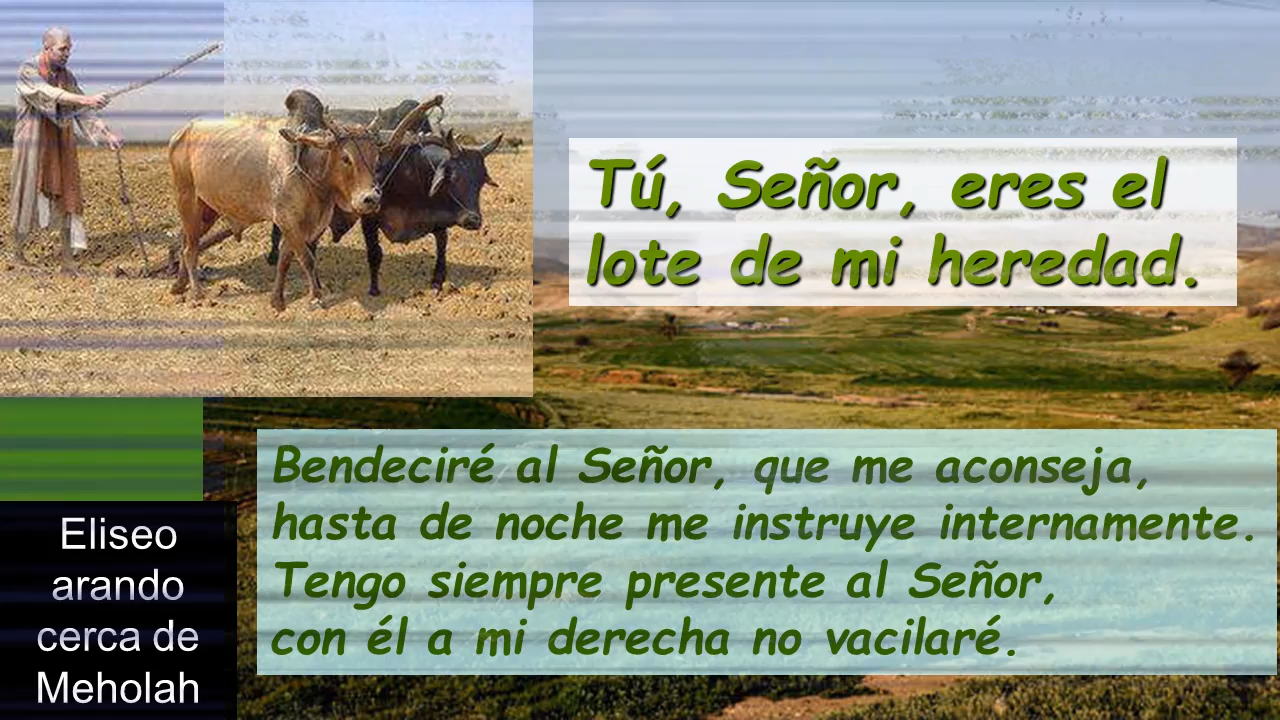 Tú, Señor, eres el
lote de mi heredad.
Bendeciré al Señor, que me aconseja,
hasta de noche me instruye internamente.
Tengo siempre presente al Señor,
con él a mi derecha no vacilaré.
Eliseo
arando
cerca de
Meholah